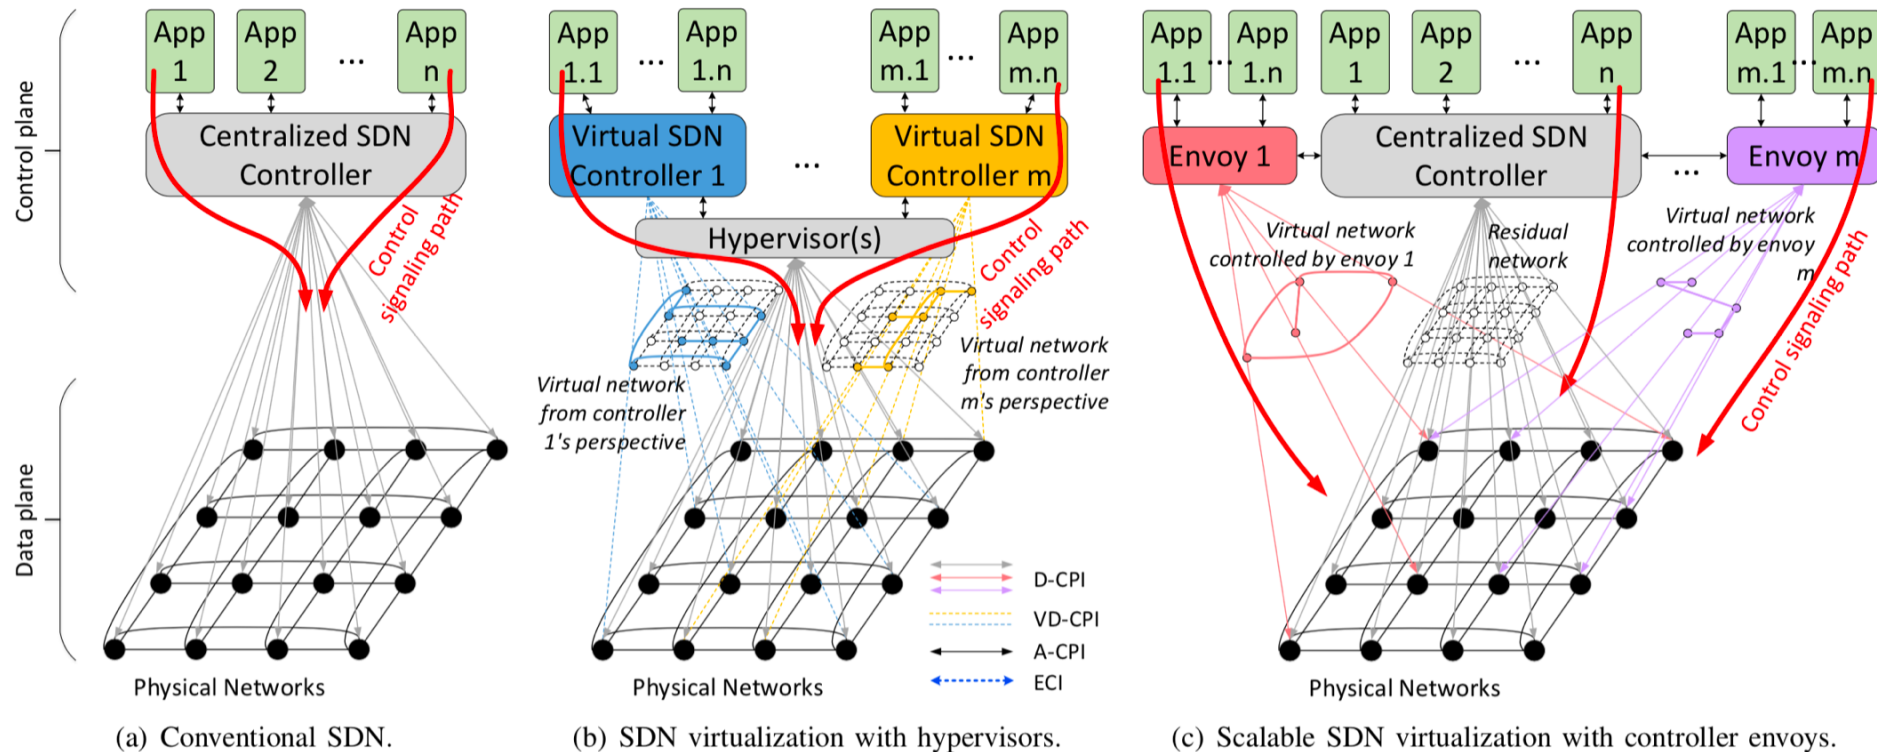 Control plane
Data plane
App
1
App
2
...
App
n
Centralized SDN
Controller
Control
signaling path
Physical Networks
(a) Conventional SDN.
App
1.1
...
App
1.n
App
m.1
...
App
m.n
Virtual SDN
Controller 1
...
Virtual SDN
Controller m
Hypervisor(s)
Control
signaling path
Virtual network
from controller
1's perspective
Virtual network
from controller
m's perspective
D-CPI
VD-CPI
A-CPI
ECI
Physical Networks
(b) SDN virtualization with hypervisors.
App
1.1
...
App
1.n
App
1
App
2
...
App
n
App
m.1
...
App
m.n
Envoy 1
Centralized SDN
Controller
...
Envoy m
Virtual network
controlled by envoy 1
Residual
network
Virtual network
controlled by envoy
m
Control signaling path
Physical Networks
(c) Scalable SDN virtualization with controller envoys.